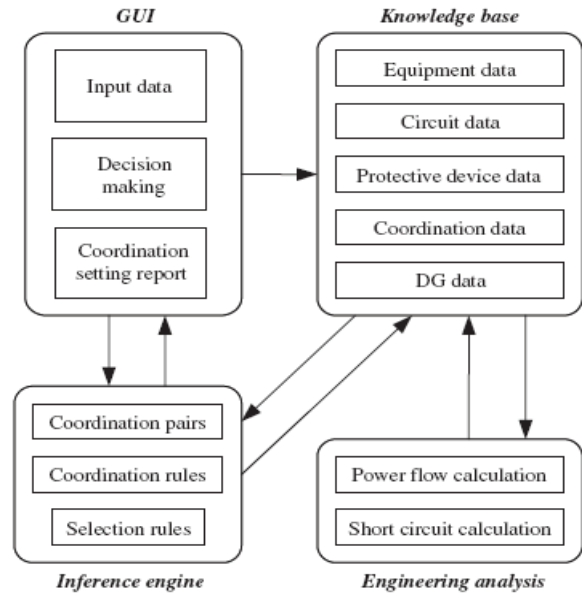 GUI
Input data
Decision
making
Coordination
setting report
Knowledge base
Equipment data
Circuit data
Protective device data
Coordination data
DG data
Coordination pairs
Coordination rules
Selection rules
Inference engine
Power flow calculation
Short circuit calculation
Engineering analysis